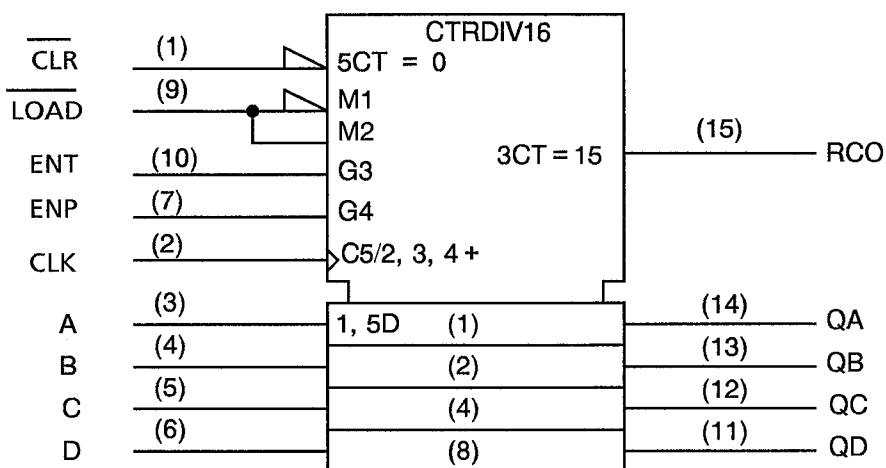 CTRDIV16
CLR (1) 5CT = 0
LOAD (9) M1
M2
ENT (10) G3 3CT = 15 (15) RCO
ENP (7) G4
CLK (2) C5/2, 3, 4 +
A (3) 1, 5D (1) (14) QA
B (4) (2) (13) QB
C (5) (4) (12) QC
D (6) (8) (11) QD